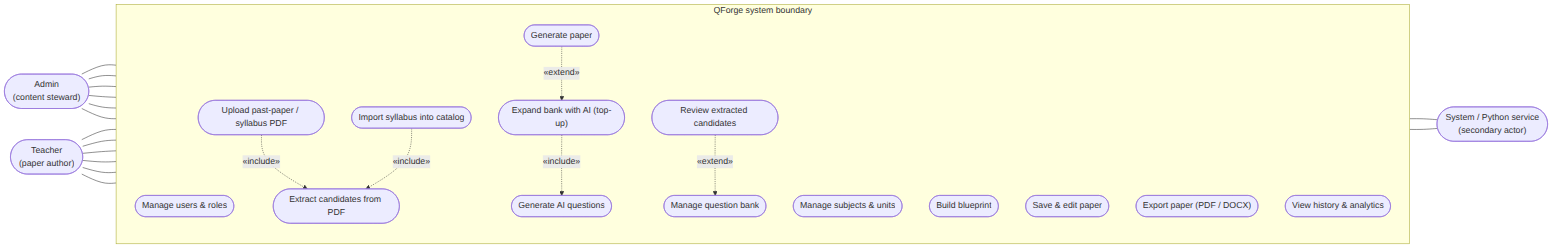 QForge system boundary
Generate paper
«extend»
Admin
(content steward)
Upload past-paper /
syllabus PDF
Import syllabus into catalog
Expand bank with AI (top-
up)
Review extracted
candidates
System / Python service
(secondary actor)
Teacher
(paper author)
«include»
«include»
«include»
«extend»
Manage users & roles
Extract candidates from
PDF
Generate AI questions
Manage question bank
Manage subjects & units
Build blueprint
Save & edit paper
Export paper (PDF / DOCX)
View history & analytics